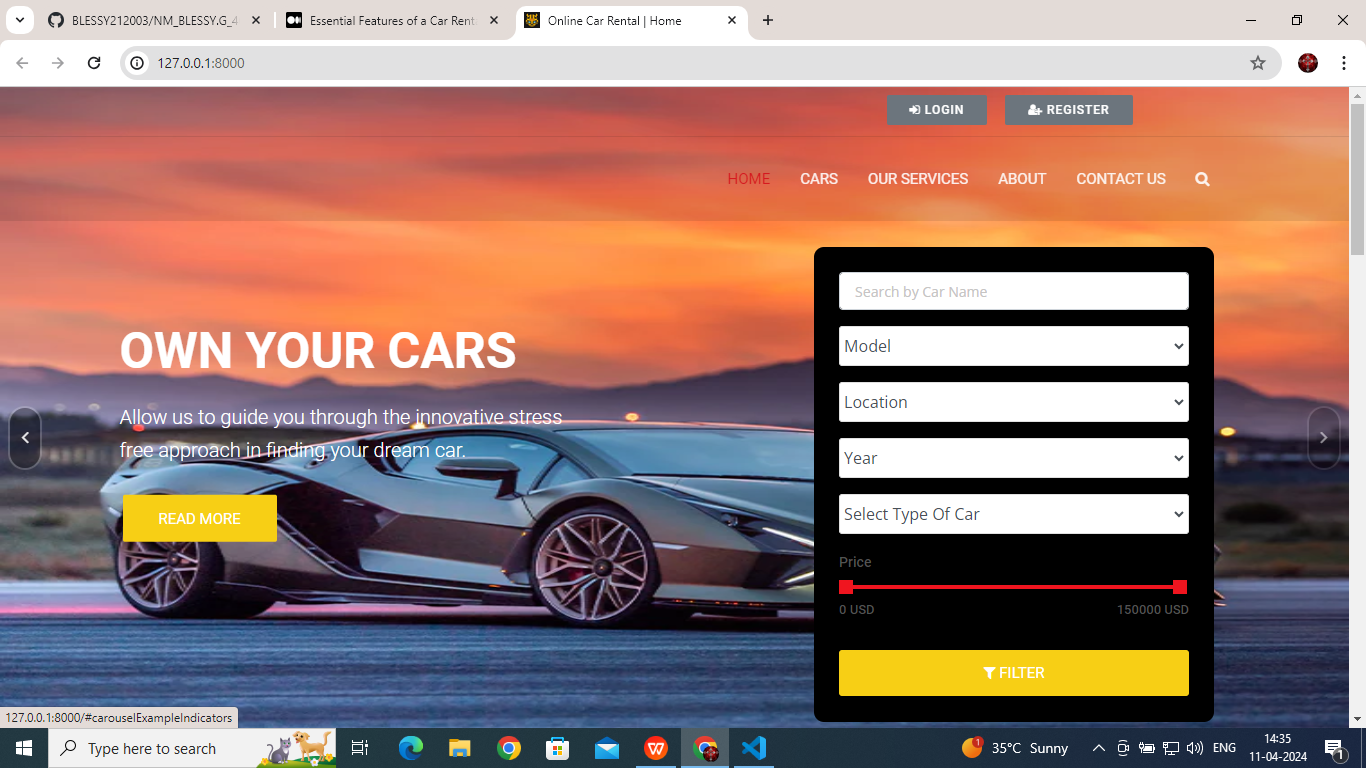 BLESSY212003/NM_BLESSY.G_4
Essential Features of a Car Rent
Online Car Rental | Home
127.0.0.1:8000
LOGIN
REGISTER
HOME
CARS
OUR SERVICES
ABOUT
CONTACT US
OWN YOUR CARS
Allow us to guide you through the innovative stress
free approach in finding your dream car.
READ MORE
Search by Car Name
Model
Location
Year
Select Type Of Car
Price
0 USD
150000 USD
FILTER
127.0.0.1:8000/#carouselExampleIndicators
Type here to search
1
35°C Sunny
ENG
14:35
11-04-2024
1